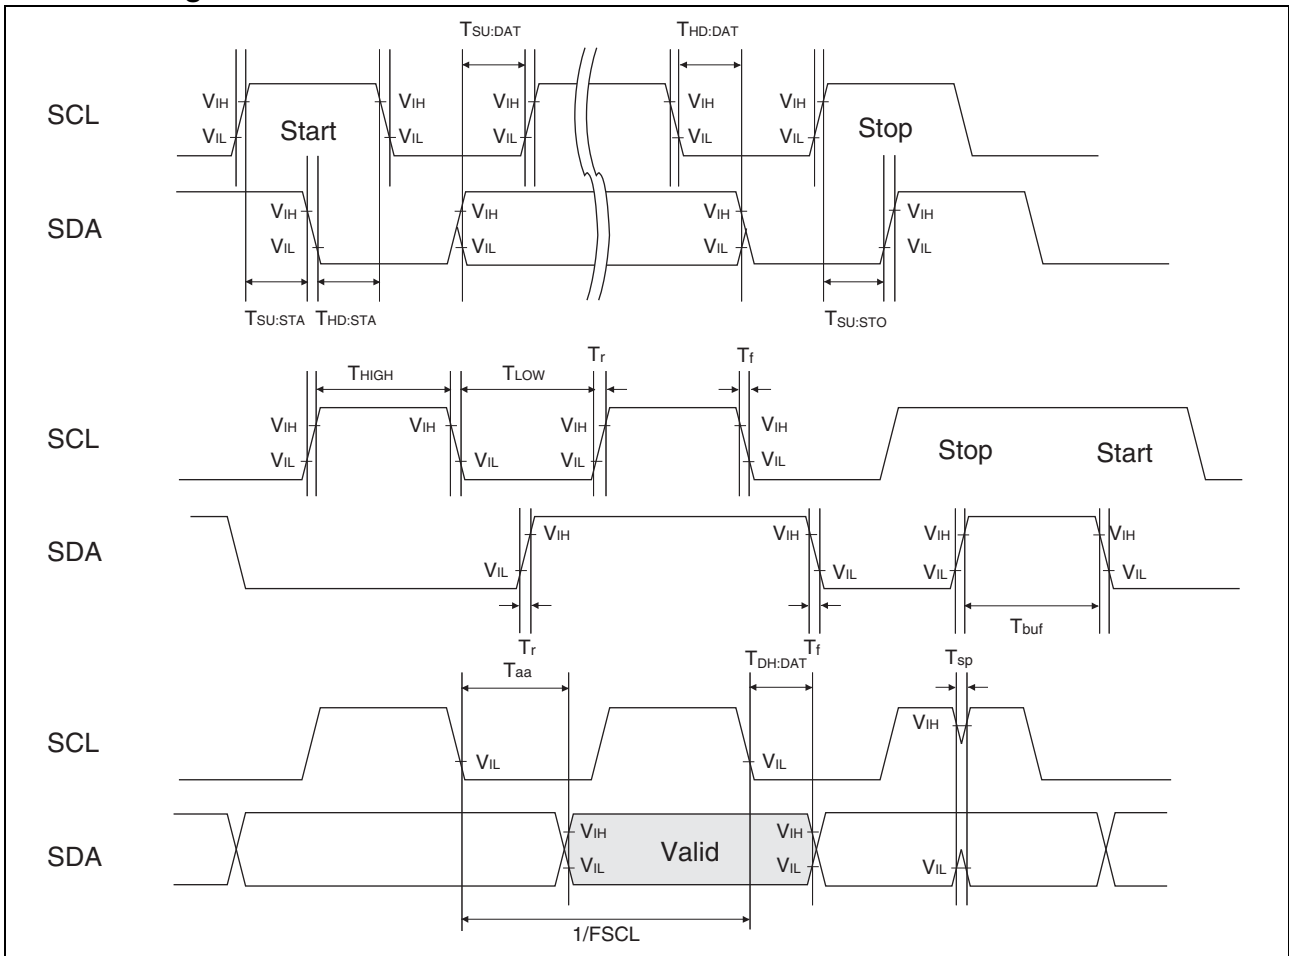 TSU:DAT THD:DAT
SCL VIH VIH VIH VIH VIH
Start Stop
VIL VIL VIL VIL VIL
SDA VIH VIH VIH VIH
VIL VIL VIL VIL
TSU:STA THD:STA TSU:STO
Tr Tf
THIGH TLOW
SCL VIH VIH VIH VIH
Stop Start
VIL VIL VIL VIL
SDA VIH VIH VIH VIH
VIL VIL VIL VIL
Tbuf
Tr Tf
Taa TDH:DAT Tsp
SCL VIH
VIL VIL
SDA VIH VIH
Valid
VIL VIL VIL
1/FSCL